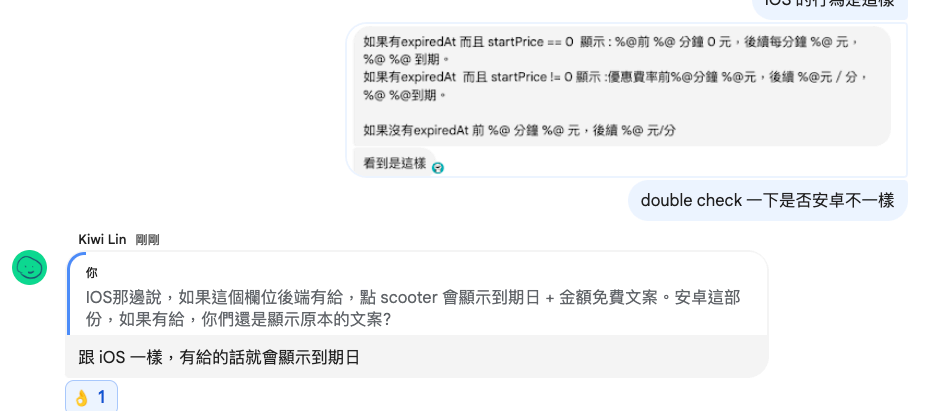 iOS 的行為是這樣
如果有expiredAt 而且 startPrice == 0 顯示 : %@前 %@ 分鐘 0 元，後續每分鐘 %@ 元，
%@ %@ 到期。
如果有expiredAt 而且 startPrice != 0 顯示 :優惠費率前%@分鐘 %@元，後續 %@元 / 分，
%@ %@到期。
如果沒有expiredAt 前 %@ 分鐘 %@ 元，後續 %@ 元/分
看到是這樣
double check 一下是否安卓不一樣
Kiwi Lin 剛剛
你
IOS那邊說，如果這個欄位後端有給，點 scooter 會顯示到期日 + 金額免費文案。安卓這部
份，如果有給，你們還是顯示原本的文案?
跟 iOS 一樣，有給的話就會顯示到期日
👌 1